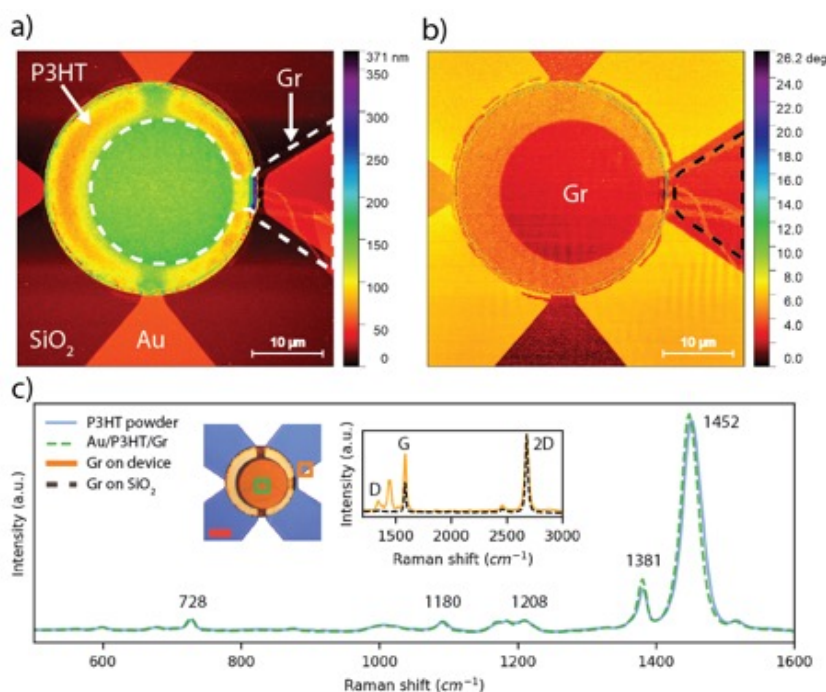 a)
P3HT
Gr
SiO₂
Au
10 µm
371 nm
350
300
250
200
150
100
50
0
b)
Gr
10 µm
26.2 deg
24.0
22.0
20.0
18.0
16.0
14.0
12.0
10.0
8.0
6.0
4.0
2.0
0.0
c)
P3HT powder
Au/P3HT/Gr
Gr on device
Gr on SiO₂
Intensity (a.u.)
D
G
2D
1500
2000
2500
3000
Raman shift (cm⁻¹)
728
1180
1208
1381
1452
Intensity (a.u.)
600
800
1000
1200
1400
1600
Raman shift (cm⁻¹)